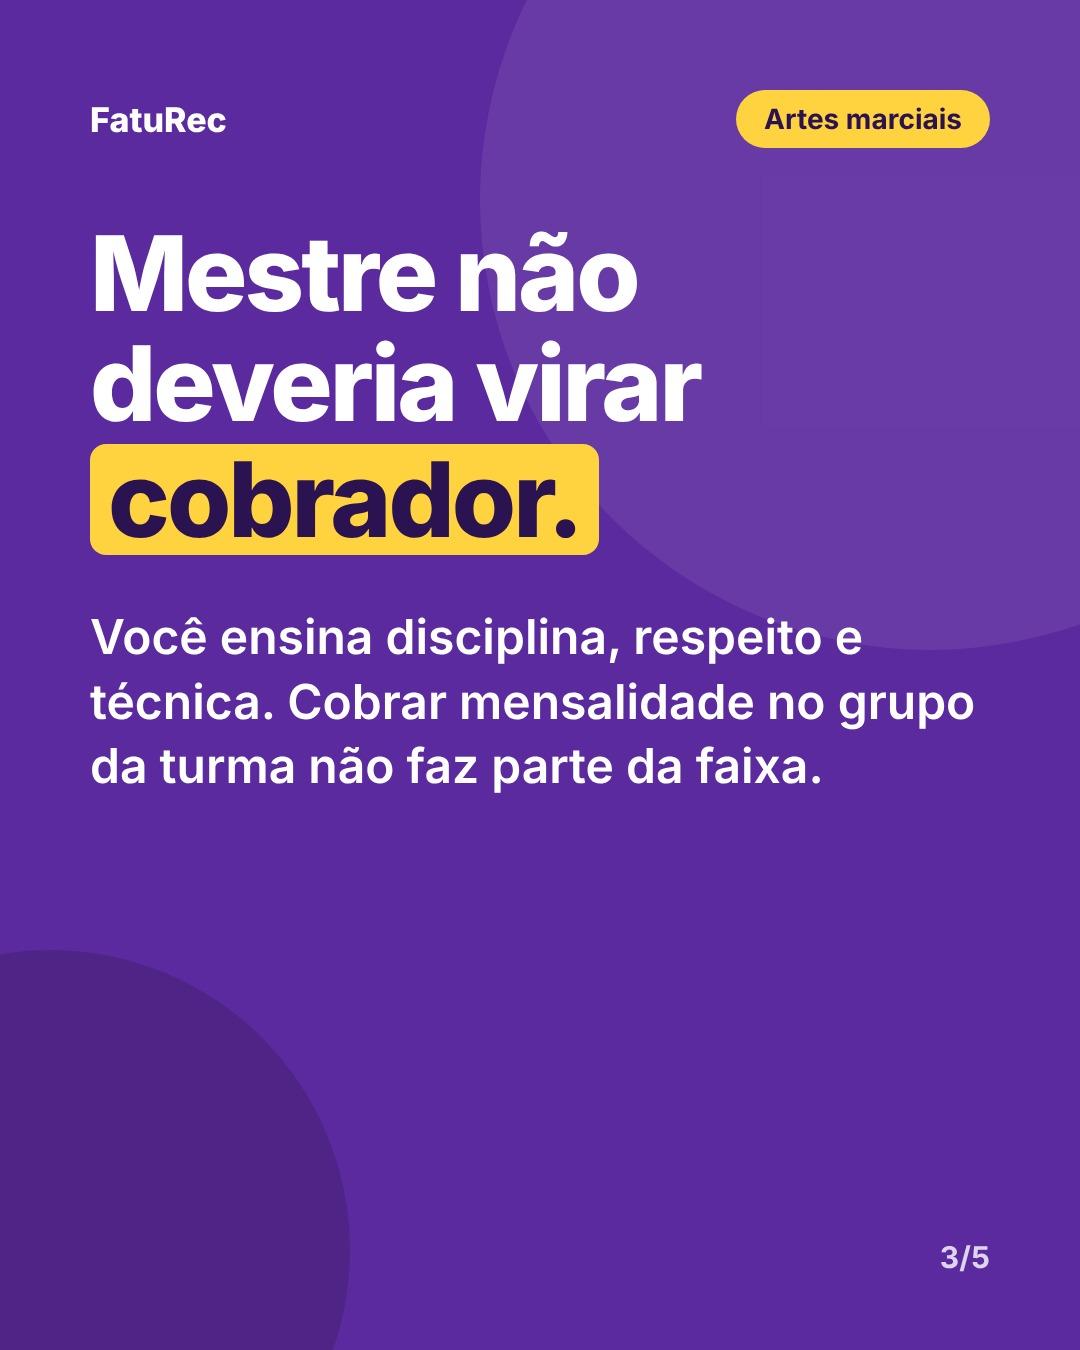 FatuRec
Artes marciais
Mestre não
deveria virar
cobrador.
Você ensina disciplina, respeito e
técnica. Cobrar mensalidade no grupo
da turma não faz parte da faixa.
3/5